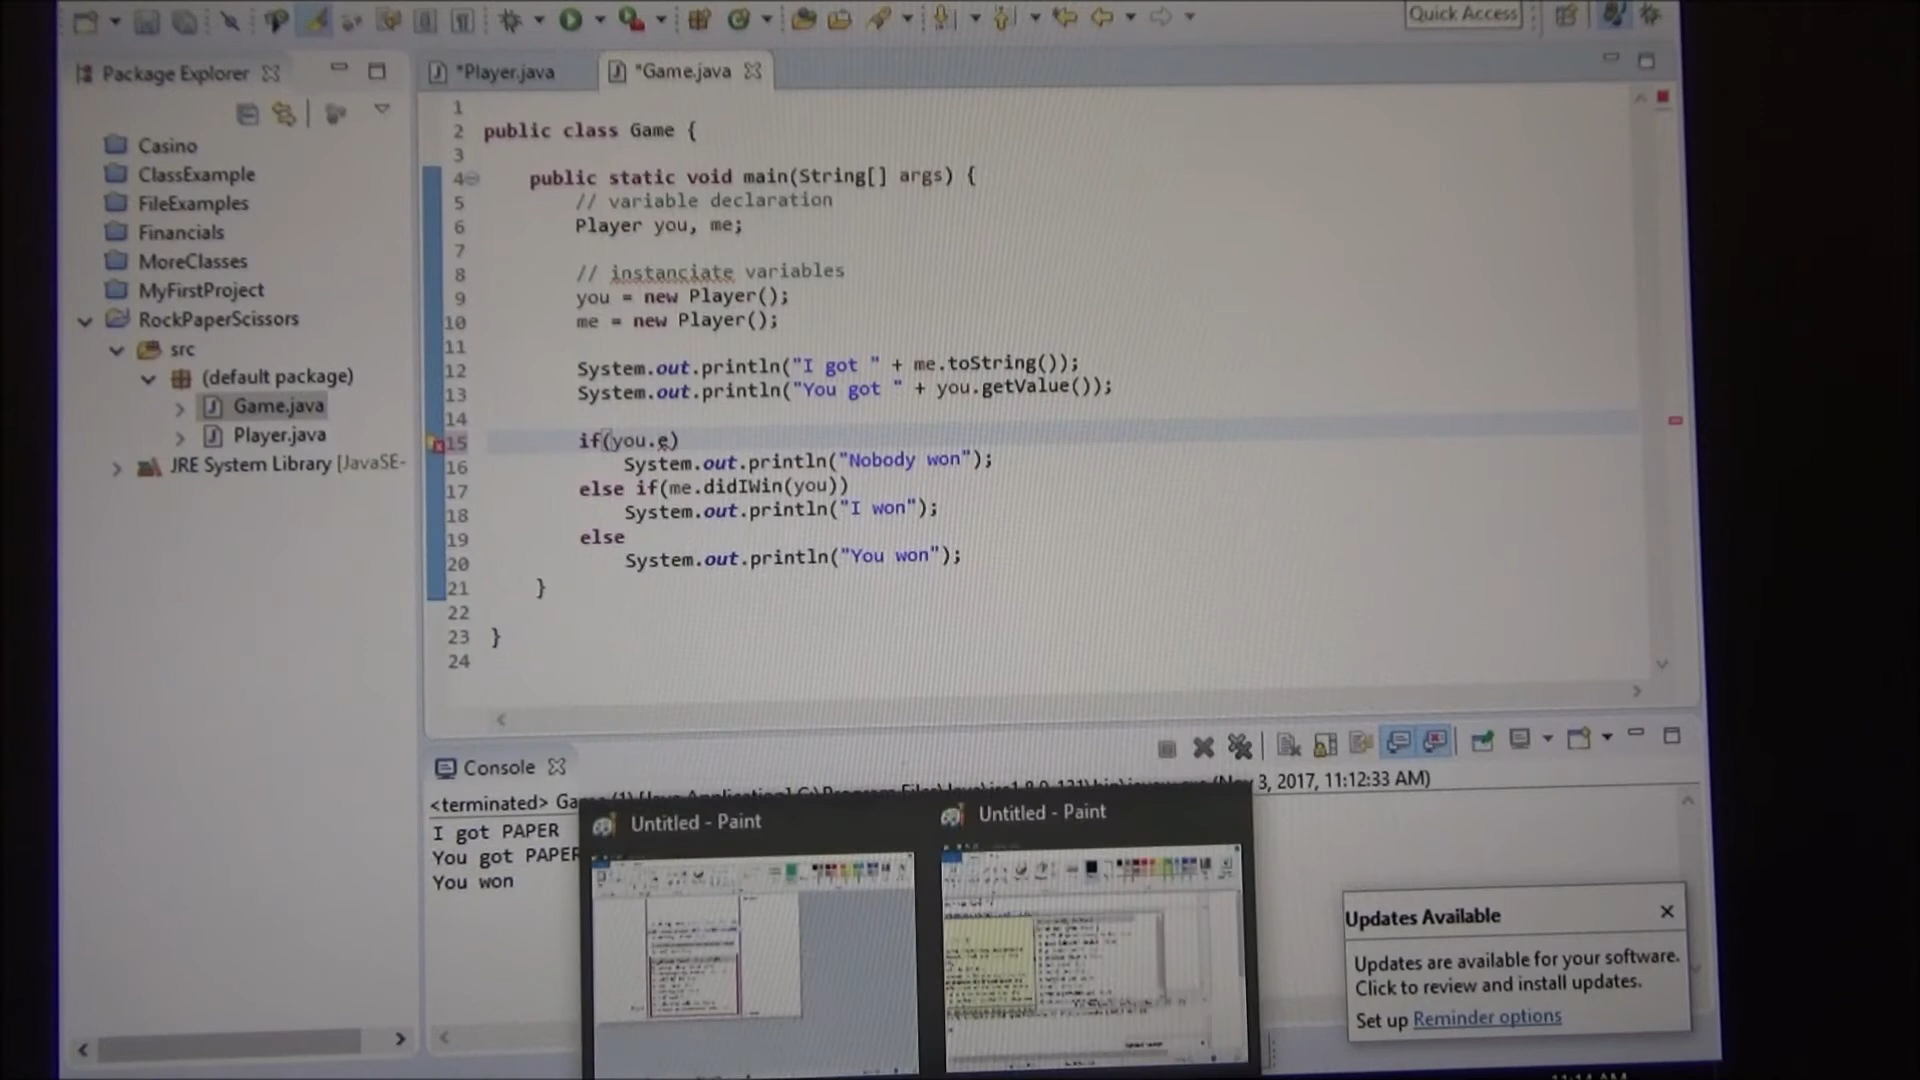 Quick Access
Package Explorer
*Player.java
*Game.java
Casino
ClassExample
FileExamples
Financials
MoreClasses
MyFirstProject
RockPaperScissors
src
(default package)
Game.java
Player.java
JRE System Library [JavaSE-
1
2 public class Game {
3
4 public static void main(String[] args) {
5 // variable declaration
6 Player you, me;
7
8 // instanciate variables
9 you = new Player();
10 me = new Player();
11
12 System.out.println("I got " + me.toString());
13 System.out.println("You got " + you.getValue());
14
15 if(you.e)
16 System.out.println("Nobody won");
17 else if(me.didIWin(you))
18 System.out.println("I won");
19 else
20 System.out.println("You won");
21 }
22
23 }
24
Console
<terminated> Ga 3, 2017, 11:12:33 AM)
I got PAPER
You got PAPER
You won
Untitled - Paint
Untitled - Paint
Updates Available
Updates are available for your software.
Click to review and install updates.
Set up Reminder options